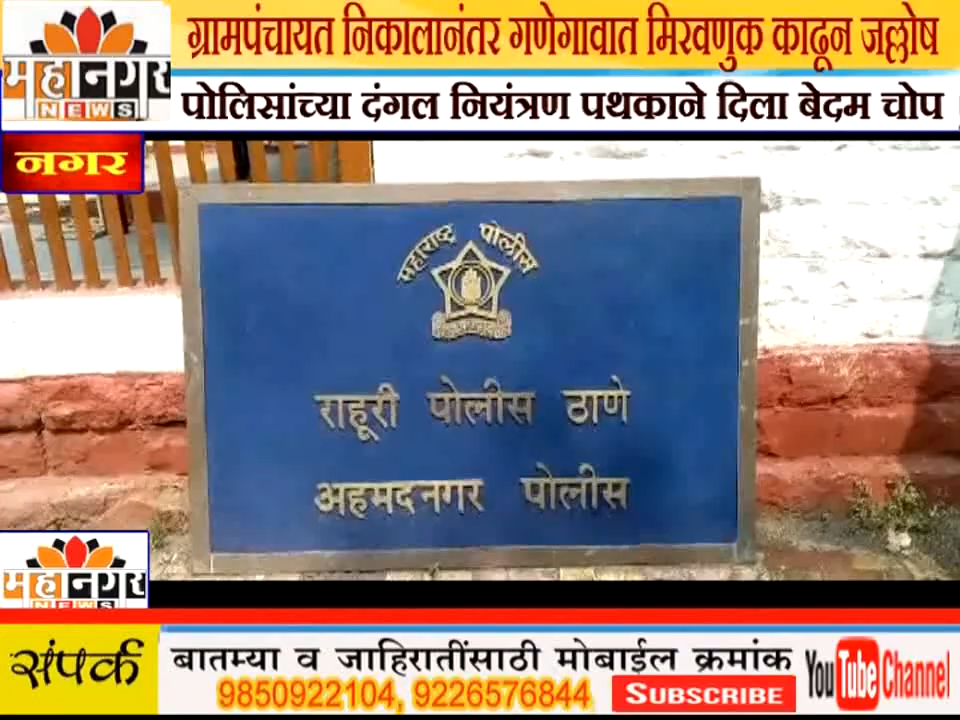 ग्रामपंचायत निकालानंतर गणेगावात मिरवणुक काढून जल्लोष
महानगर
NEWS
पोलिसांच्या दंगल नियंत्रण पथकाने दिला बेदम चोप
नगर
महाराष्ट्र पोलीस
राहूरी पोलीस ठाणे
अहमदनगर पोलीस
महानगर
NEWS
संपर्क
बातम्या व जाहिरातींसाठी मोबाईल क्रमांक
9850922104, 9226576844
SUBSCRIBE
YouTube Channel